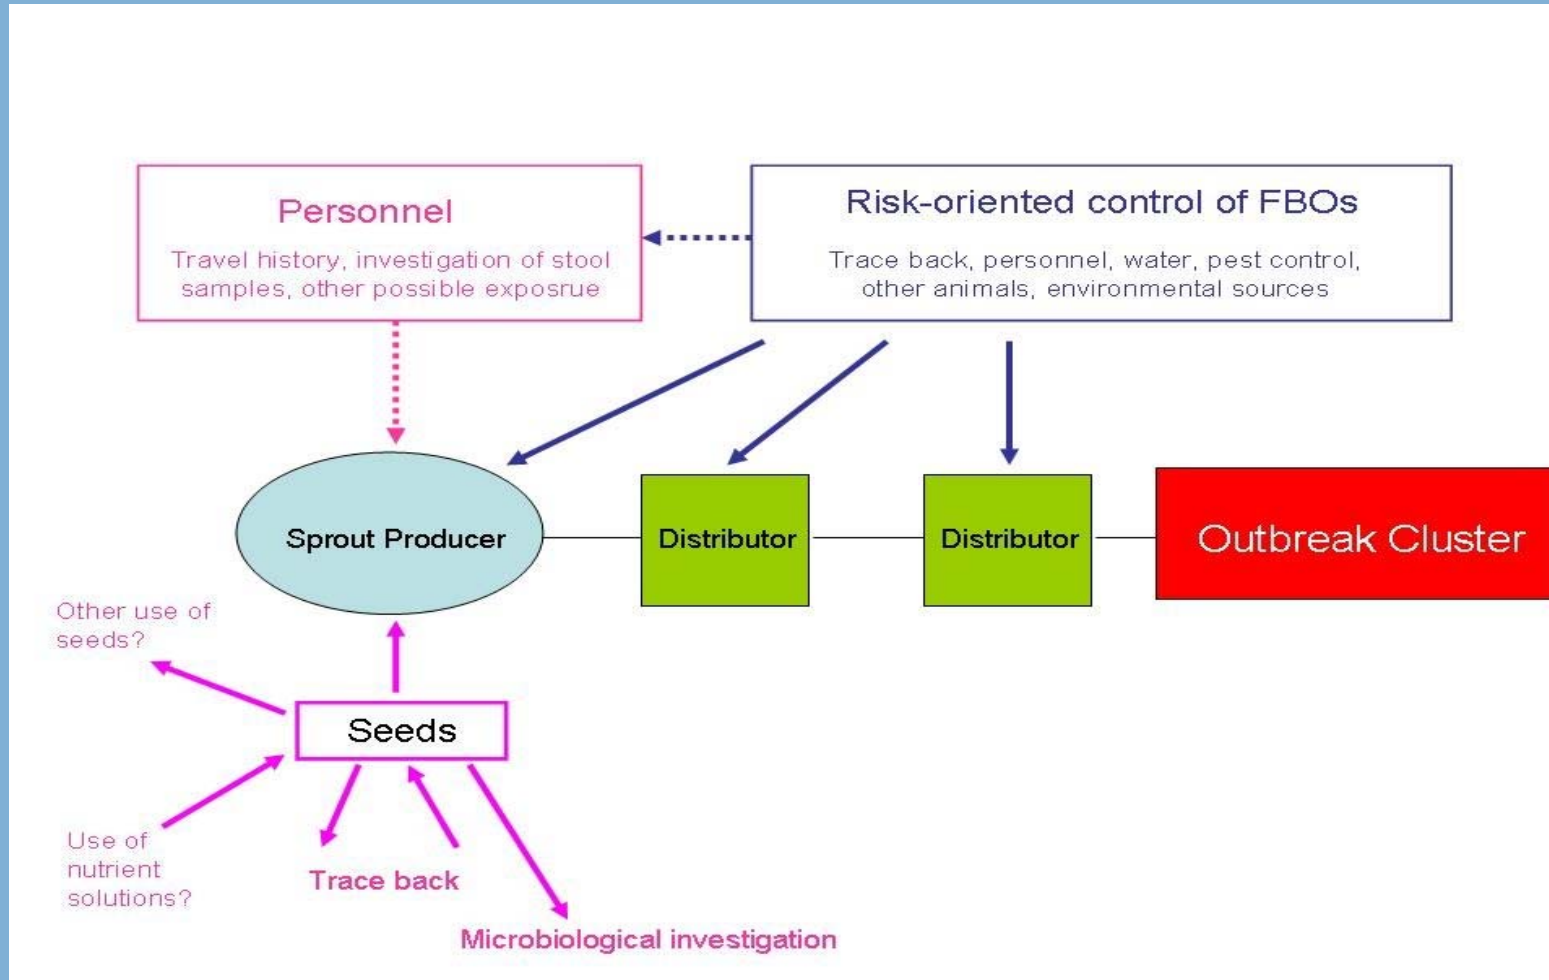 Personnel
Travel history, investigation of stool
samples, other possible exposrue
Risk-oriented control of FBOs
Trace back, personnel, water, pest control,
other animals, environmental sources
Sprout Producer
Distributor
Distributor
Outbreak Cluster
Other use of
seeds?
Seeds
Use of
nutrient
solutions?
Trace back
Microbiological investigation